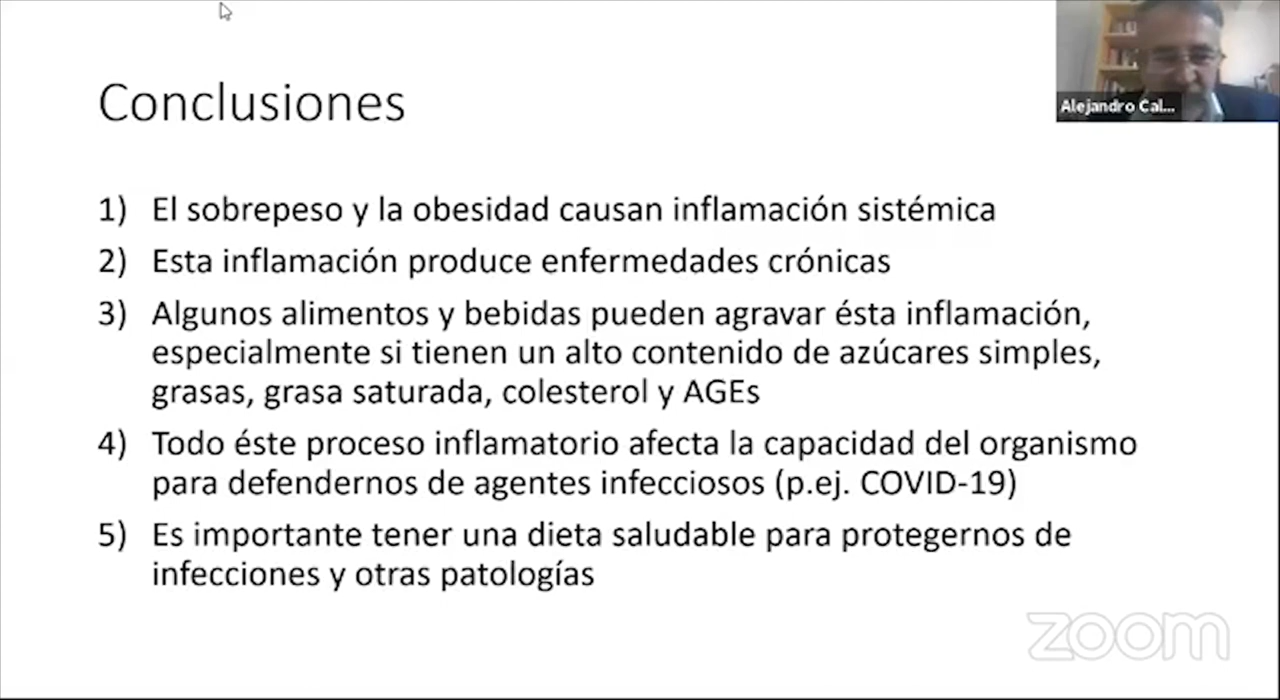 Conclusiones
Alejandro Cal...
1) El sobrepeso y la obesidad causan inflamación sistémica
2) Esta inflamación produce enfermedades crónicas
3) Algunos alimentos y bebidas pueden agravar ésta inflamación,
especialmente si tienen un alto contenido de azúcares simples,
grasas, grasa saturada, colesterol y AGEs
4) Todo éste proceso inflamatorio afecta la capacidad del organismo
para defendernos de agentes infecciosos (p.ej. COVID-19)
5) Es importante tener una dieta saludable para protegernos de
infecciones y otras patologías
zoom